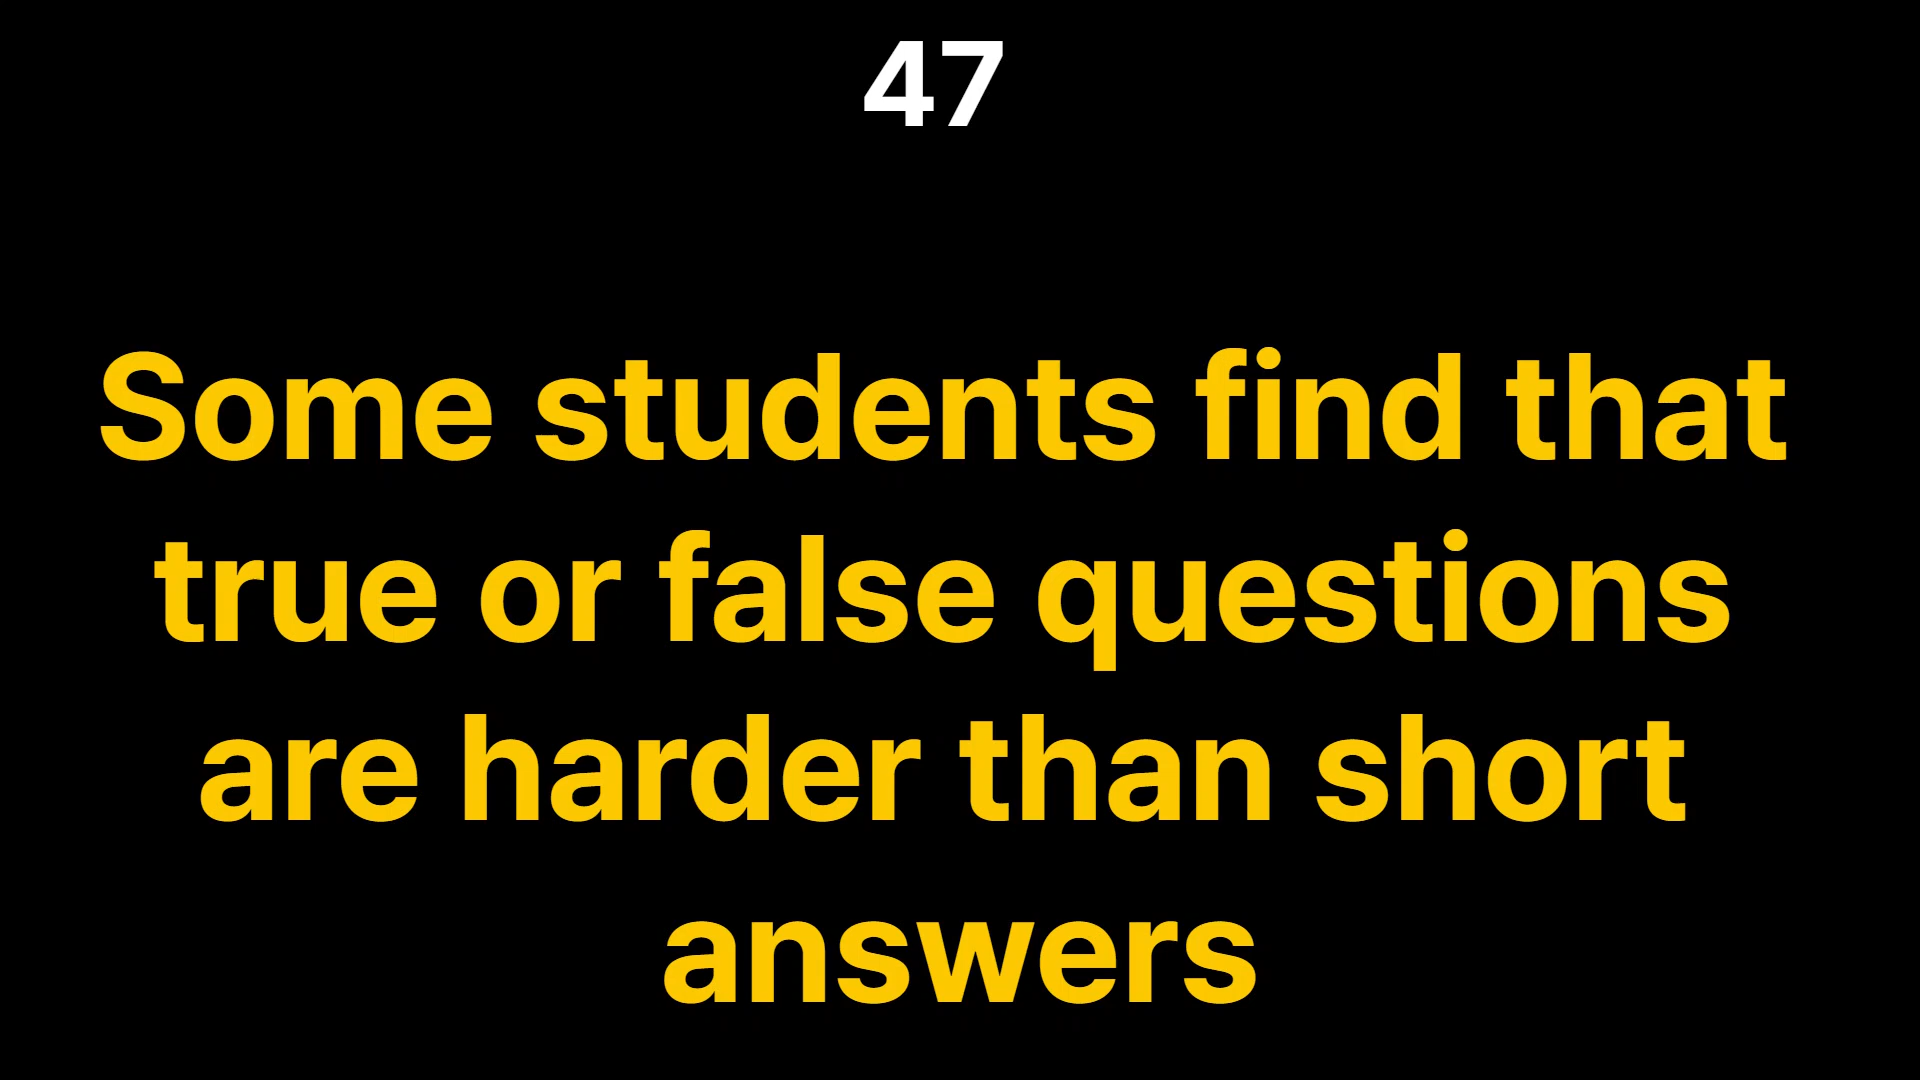 47
Some students find that
true or false questions
are harder than short
answers